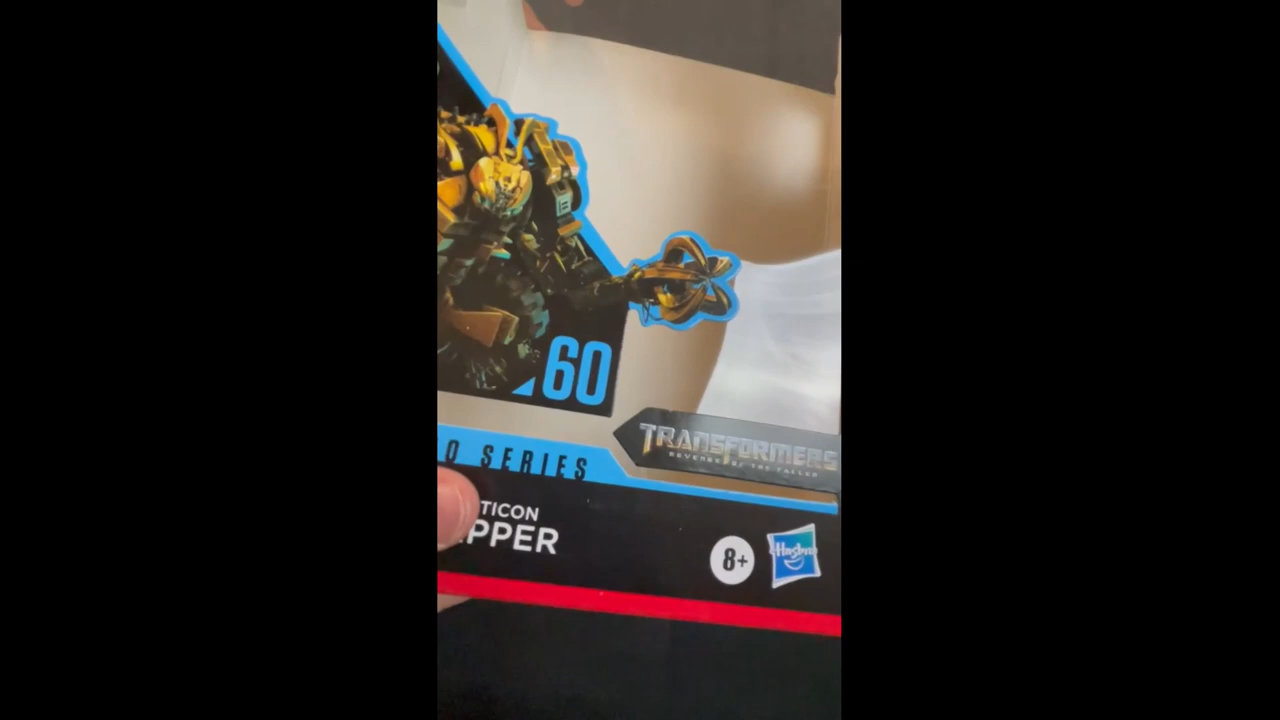 60
TRANSFORMERS
REVENGE OF THE FALLEN
O SERIES
TICON
PPER
8+
Hasbro